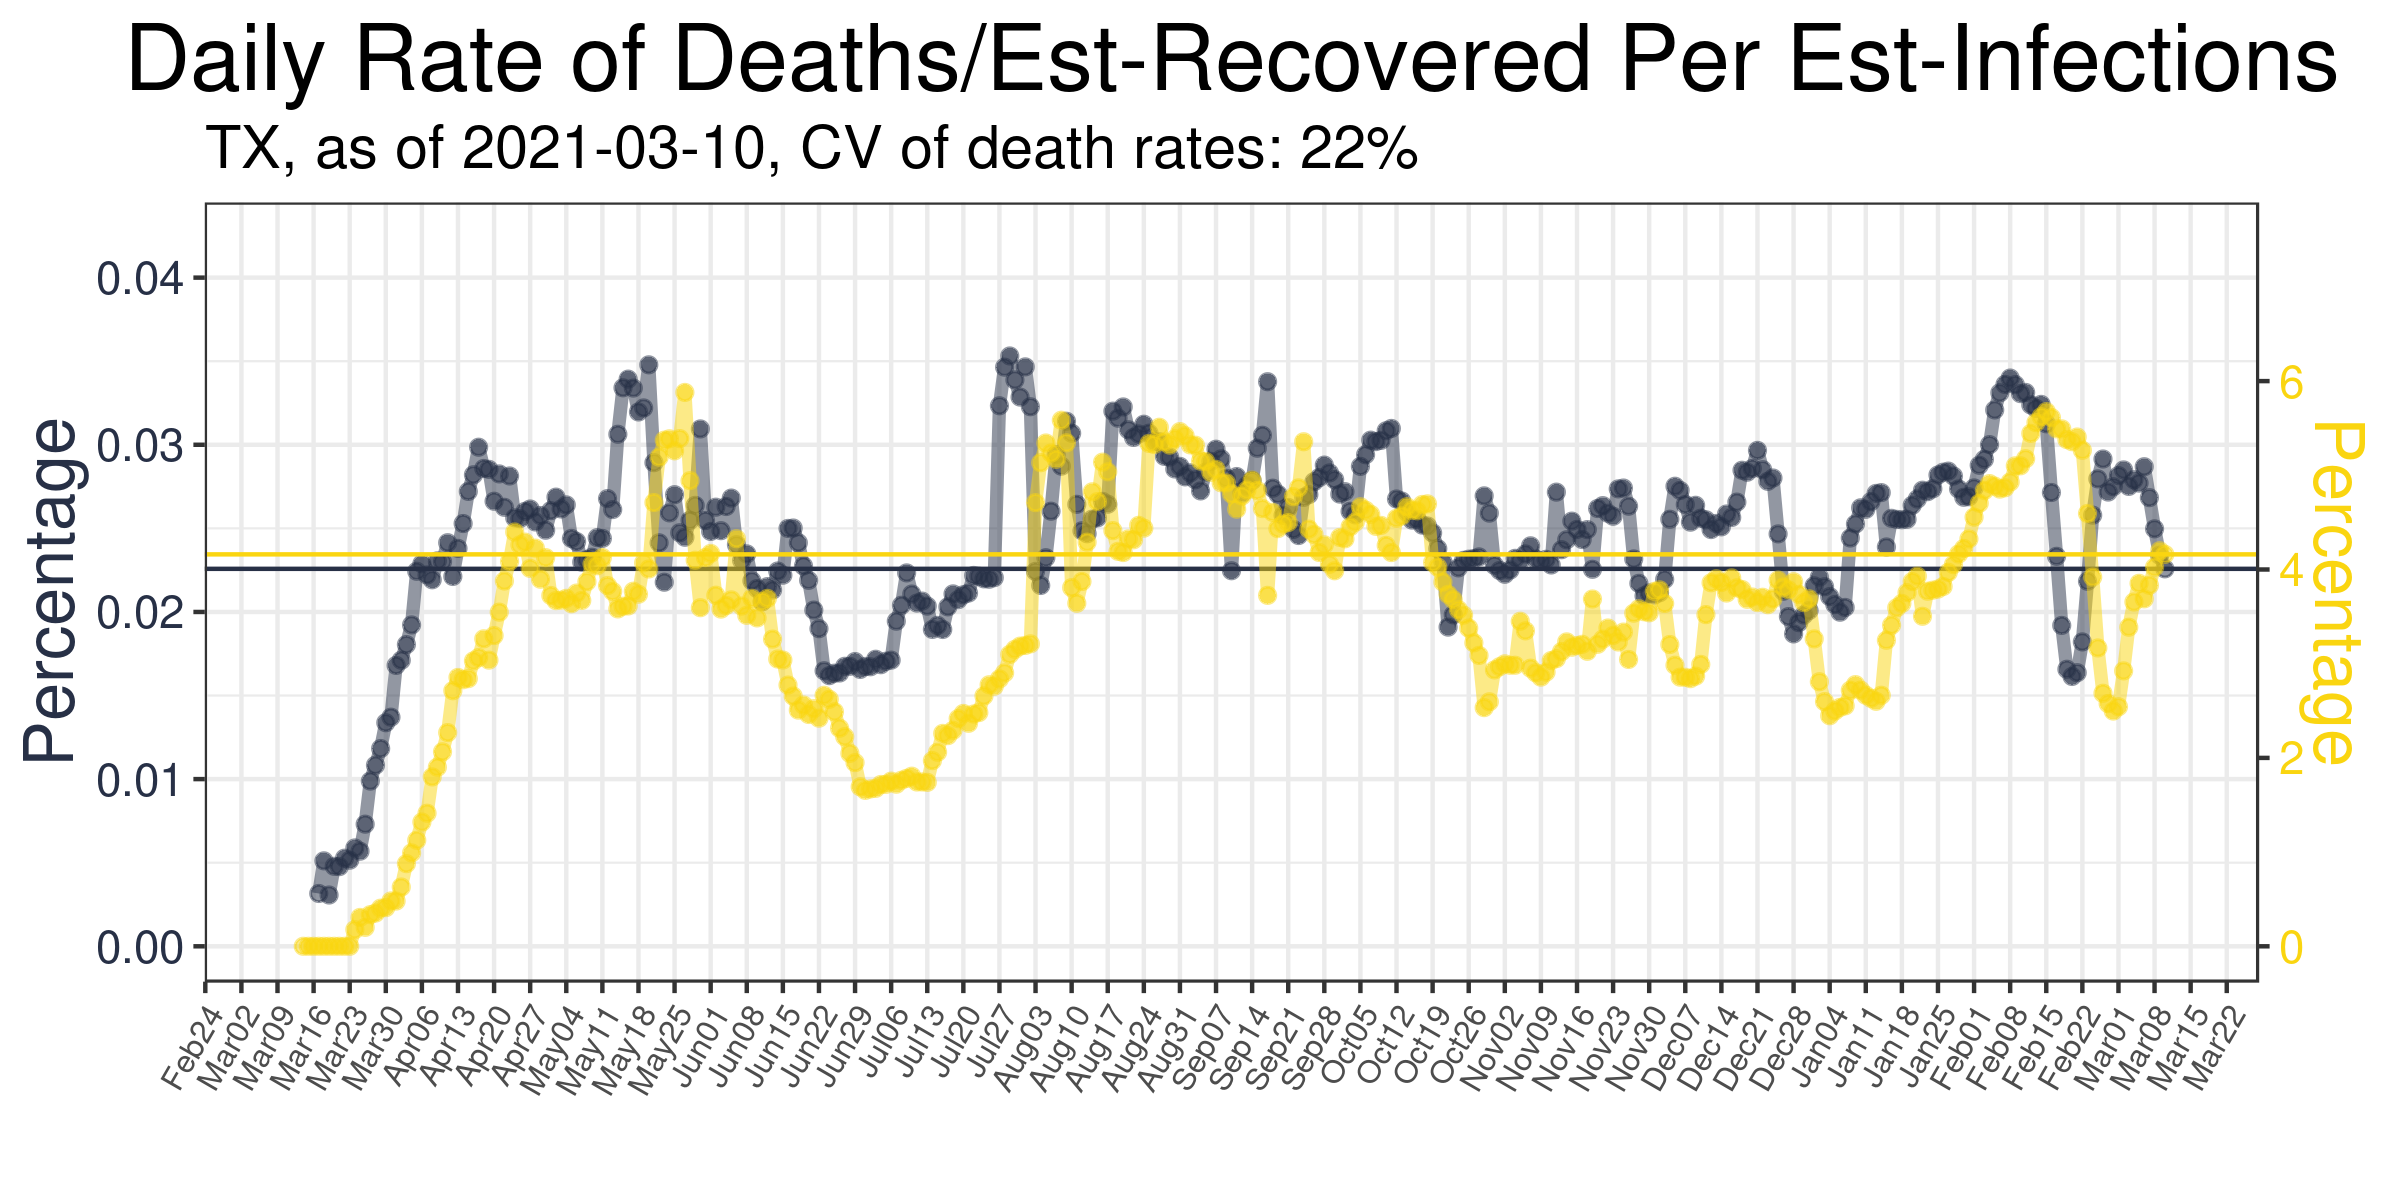 Daily Rate of Deaths/Est-Recovered Per Est-Infections
TX, as of 2021-03-10, CV of death rates: 22%
Percentage
0.04
0.03
0.02
0.01
0.00
6
4
2
0
Percentage
Feb24
Mar02
Mar09
Mar16
Mar23
Mar30
Apr06
Apr13
Apr20
Apr27
May04
May11
May18
May25
Jun01
Jun08
Jun15
Jun22
Jun29
Jul06
Jul13
Jul20
Jul27
Aug03
Aug10
Aug17
Aug24
Aug31
Sep07
Sep14
Sep21
Sep28
Oct05
Oct12
Oct19
Oct26
Nov02
Nov09
Nov16
Nov23
Nov30
Dec07
Dec14
Dec21
Dec28
Jan04
Jan11
Jan18
Jan25
Feb01
Feb08
Feb15
Feb22
Mar01
Mar08
Mar15
Mar22